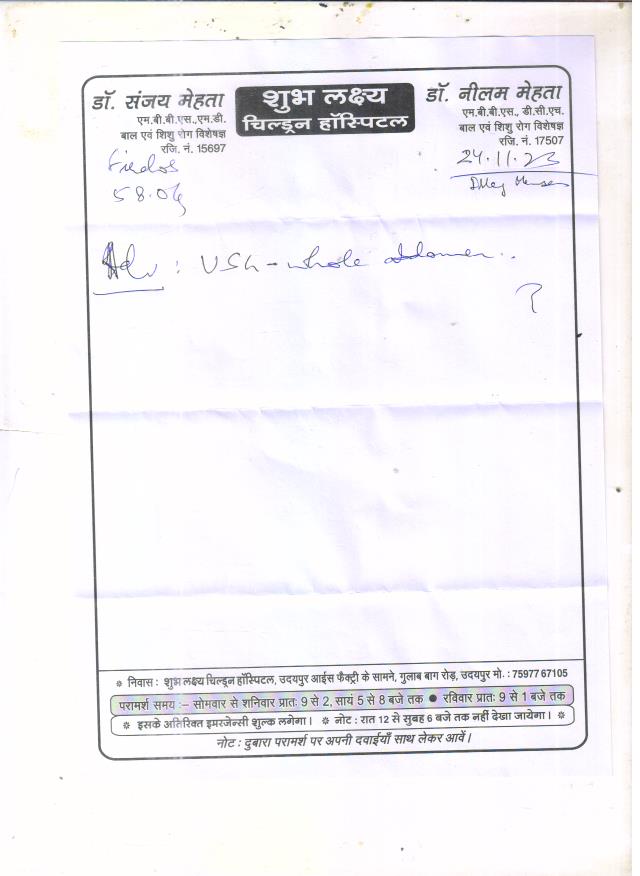 डॉ. संजय मेहता
एम.बी.बी.एस.,एम.डी.
बाल एवं शिशु रोग विशेषज्ञ
रजि. नं. 15697
शुभ लक्ष्य
चिल्ड्रन हॉस्पिटल
डॉ. नीलम मेहता
एम.बी.बी.एस., डी.सी.एच.
बाल एवं शिशु रोग विशेषज्ञ
रजि. नं. 17507
24.11.23
Adv : USG - whole abdomen..
❋ निवास : शुभ लक्ष्य चिल्ड्रन हॉस्पिटल, उदयपुर आईस फैक्ट्री के सामने, गुलाब बाग रोड़, उदयपुर मो. : 75977 67105
परामर्श समय :– सोमवार से शनिवार प्रातः 9 से 2, सायं 5 से 8 बजे तक ● रविवार प्रातः 9 से 1 बजे तक
❋ इसके अतिरिक्त इमरजेन्सी शुल्क लगेगा। ❋ नोट : रात 12 से सुबह 6 बजे तक नहीं देखा जायेगा। ❋
नोट : दुबारा परामर्श पर अपनी दवाईयाँ साथ लेकर आवें।